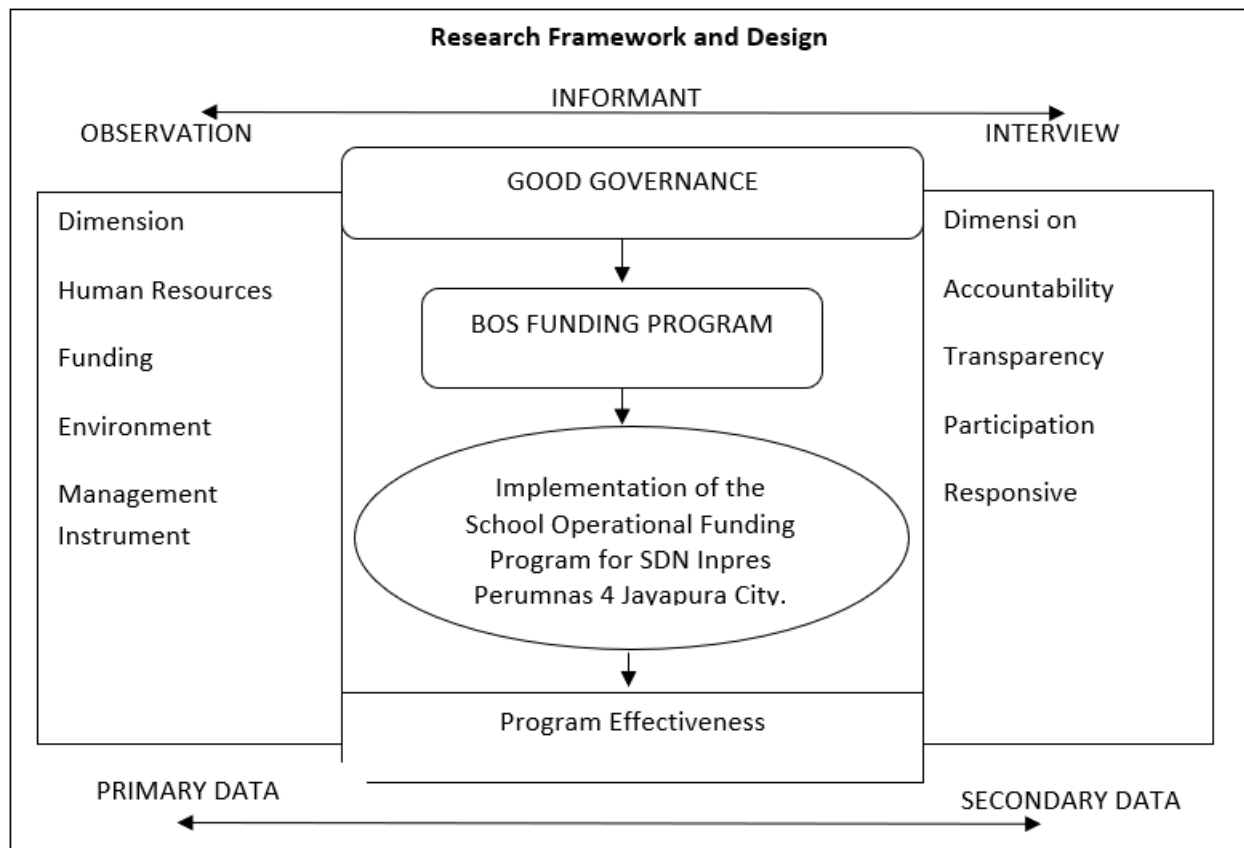 Research Framework and Design
INFORMANT
OBSERVATION
INTERVIEW
GOOD GOVERNANCE
Dimension
Human Resources
Funding
Environment
Management
Instrument
BOS FUNDING PROGRAM
Implementation of the
School Operational Funding
Program for SDN Inpres
Perumnas 4 Jayapura City.
Program Effectiveness
Dimensi on
Accountability
Transparency
Participation
Responsive
PRIMARY DATA
SECONDARY DATA